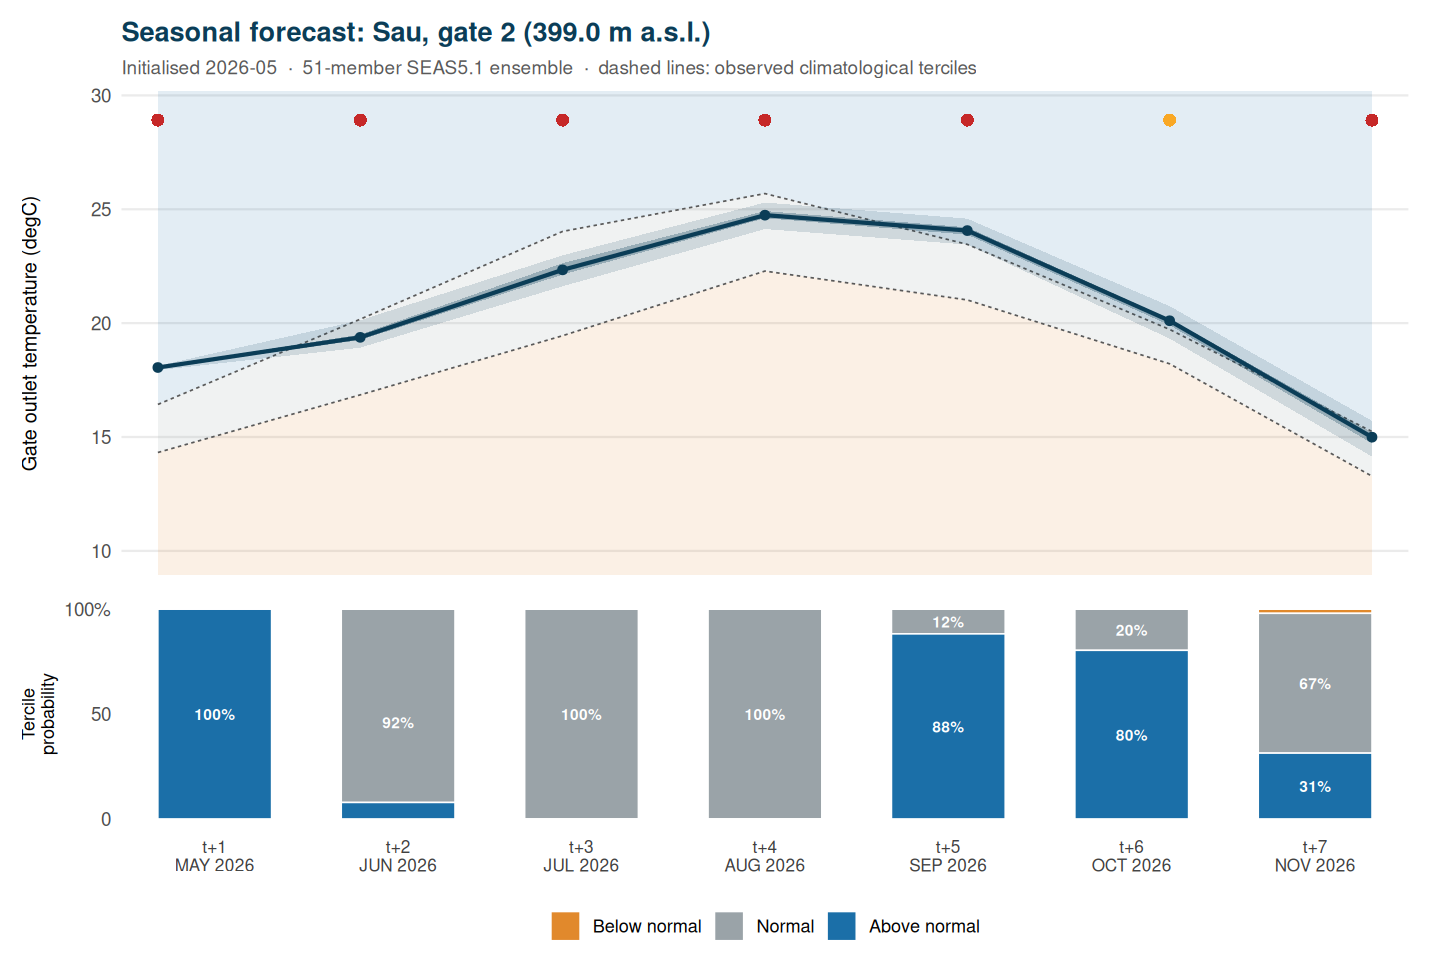 Seasonal forecast: Sau, gate 2 (399.0 m a.s.l.)
Initialised 2026-05 · 51-member SEAS5.1 ensemble · dashed lines: observed climatological terciles
30
25
20
15
10
Gate outlet temperature (degC)
100%
50
0
Tercile
probability
100%
92%
100%
100%
12%
88%
20%
80%
67%
31%
t+1
MAY 2026
t+2
JUN 2026
t+3
JUL 2026
t+4
AUG 2026
t+5
SEP 2026
t+6
OCT 2026
t+7
NOV 2026
Below normal
Normal
Above normal